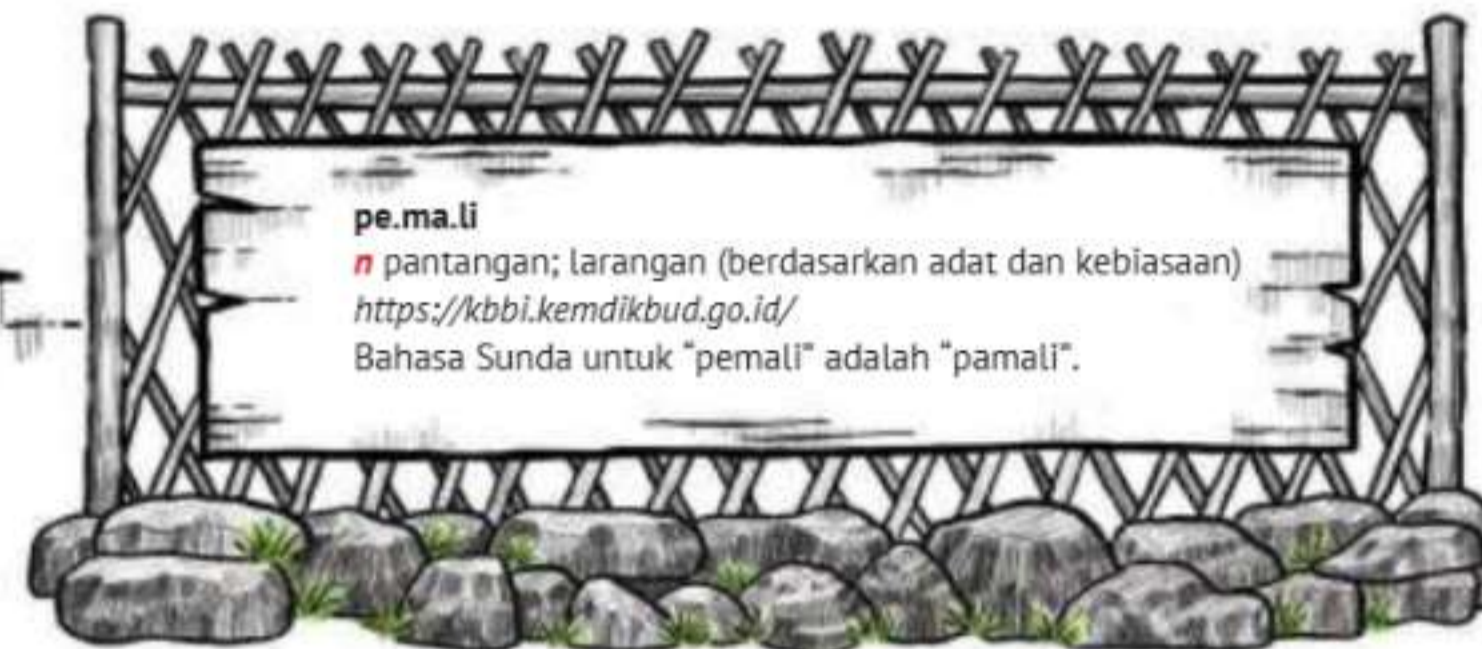 pe.ma.li
n pantangan; larangan (berdasarkan adat dan kebiasaan)
https://kbbi.kemdikbud.go.id/
Bahasa Sunda untuk “pemali” adalah “pamali”.